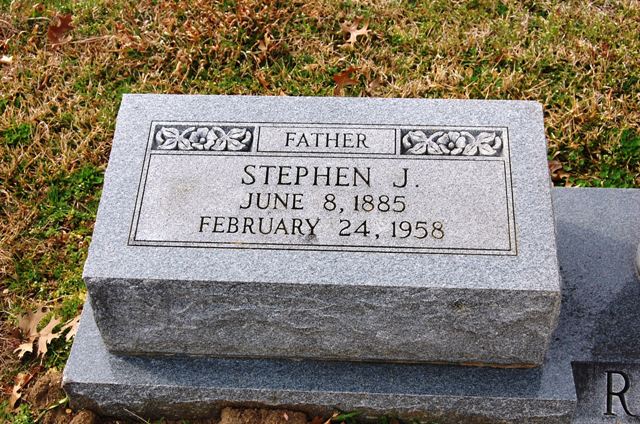 FATHER
STEPHEN J.
JUNE 8, 1885
FEBRUARY 24, 1958
R